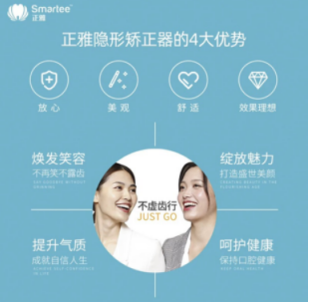 Smartee™
正雅
正雅隐形矫正器的4大优势
放心
美观
舒适
效果理想
焕发笑容
不再笑不露齿
绽放魅力
打造盛世美颜
不虚齿行
JUST GO
提升气质
成就自信人生
呵护健康
保持口腔健康